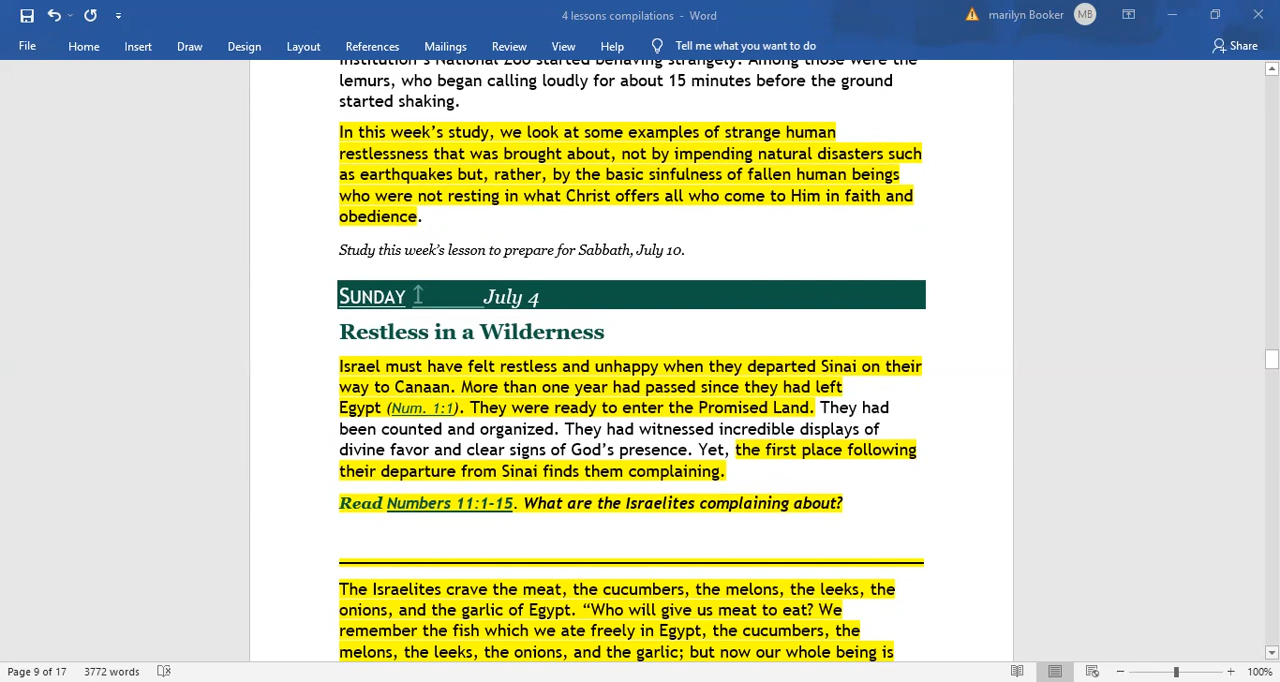 4 lessons compilations - Word
marilyn Booker MB
File Home Insert Draw Design Layout References Mailings Review View Help Tell me what you want to do Share
Institution's National Zoo started behaving strangely. Among those were the
lemurs, who began calling loudly for about 15 minutes before the ground
started shaking.
In this week's study, we look at some examples of strange human
restlessness that was brought about, not by impending natural disasters such
as earthquakes but, rather, by the basic sinfulness of fallen human beings
who were not resting in what Christ offers all who come to Him in faith and
obedience.
Study this week's lesson to prepare for Sabbath, July 10.
SUNDAY July 4
Restless in a Wilderness
Israel must have felt restless and unhappy when they departed Sinai on their
way to Canaan. More than one year had passed since they had left
Egypt (Num. 1:1). They were ready to enter the Promised Land. They had
been counted and organized. They had witnessed incredible displays of
divine favor and clear signs of God's presence. Yet, the first place following
their departure from Sinai finds them complaining.
Read Numbers 11:1-15. What are the Israelites complaining about?
The Israelites crave the meat, the cucumbers, the melons, the leeks, the
onions, and the garlic of Egypt. “Who will give us meat to eat? We
remember the fish which we ate freely in Egypt, the cucumbers, the
melons, the leeks, the onions, and the garlic; but now our whole being is
Page 9 of 17 3772 words 100%